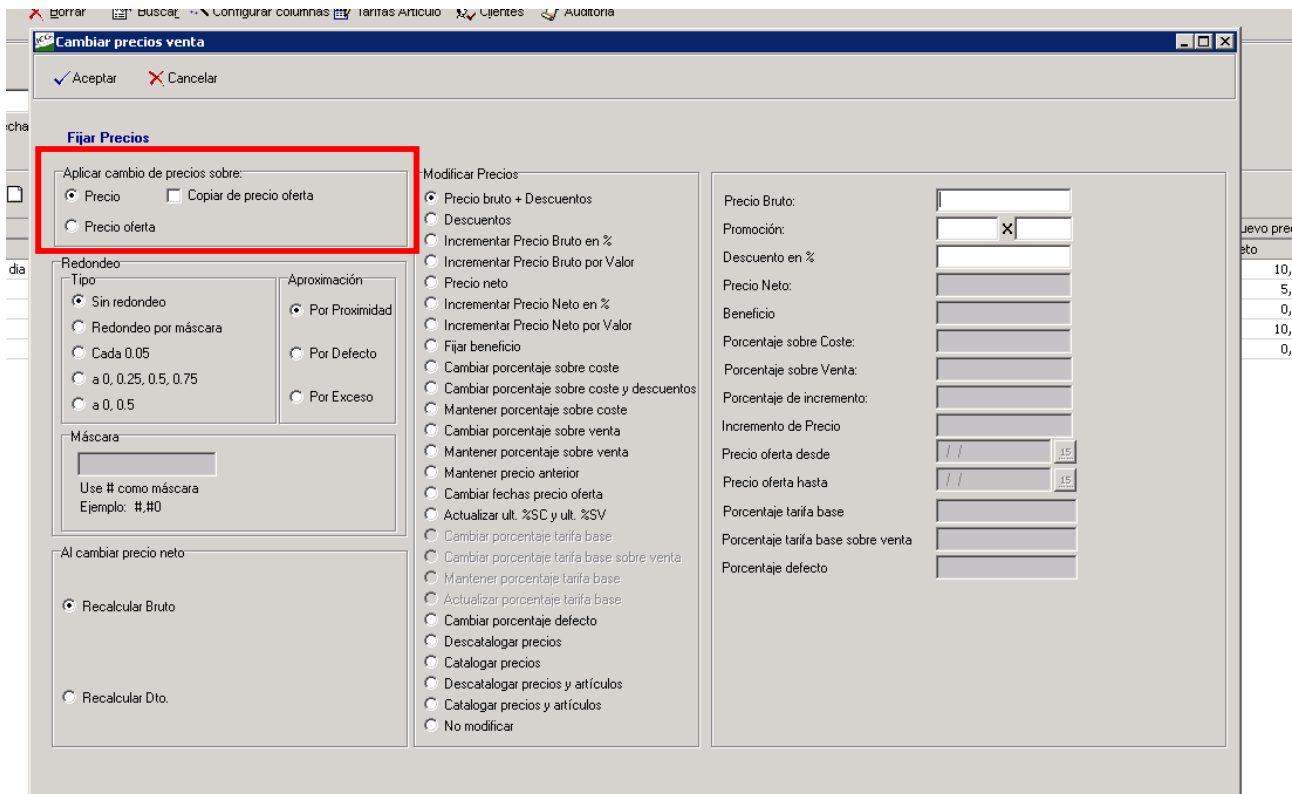 Borrar Buscar Configurar columnas Tarifas Artículo Clientes Auditoría
Cambiar precios venta
Aceptar Cancelar
Fijar Precios
Aplicar cambio de precios sobre:
Precio Copiar de precio oferta
Precio oferta
Redondeo
Tipo
Sin redondeo
Redondeo por máscara
Cada 0.05
a 0, 0.25, 0.5, 0.75
a 0, 0.5
Aproximación
Por Proximidad
Por Defecto
Por Exceso
Máscara
Use # como máscara
Ejemplo: #,#0
Al cambiar precio neto
Recalcular Bruto
Recalcular Dto.
Modificar Precios
Precio bruto + Descuentos
Descuentos
Incrementar Precio Bruto en %
Incrementar Precio Bruto por Valor
Precio neto
Incrementar Precio Neto en %
Incrementar Precio Neto por Valor
Fijar beneficio
Cambiar porcentaje sobre coste
Cambiar porcentaje sobre coste y descuentos
Mantener porcentaje sobre coste
Cambiar porcentaje sobre venta
Mantener porcentaje sobre venta
Mantener precio anterior
Cambiar fechas precio oferta
Actualizar ult. %SC y ult. %SV
Cambiar porcentaje tarifa base
Cambiar porcentaje tarifa base sobre venta
Mantener porcentaje tarifa base
Actualizar porcentaje tarifa base
Cambiar porcentaje defecto
Descatalogar precios
Catalogar precios
Descatalogar precios y artículos
Catalogar precios y artículos
No modificar
Precio Bruto:
Promoción: X
Descuento en %
Precio Neto:
Beneficio
Porcentaje sobre Coste:
Porcentaje sobre Venta:
Porcentaje de incremento:
Incremento de Precio
Precio oferta desde / / 15
Precio oferta hasta / / 15
Porcentaje tarifa base
Porcentaje tarifa base sobre venta
Porcentaje defecto
echa
dia
uevo pre
eto
10,
5,
0,
10,
0,